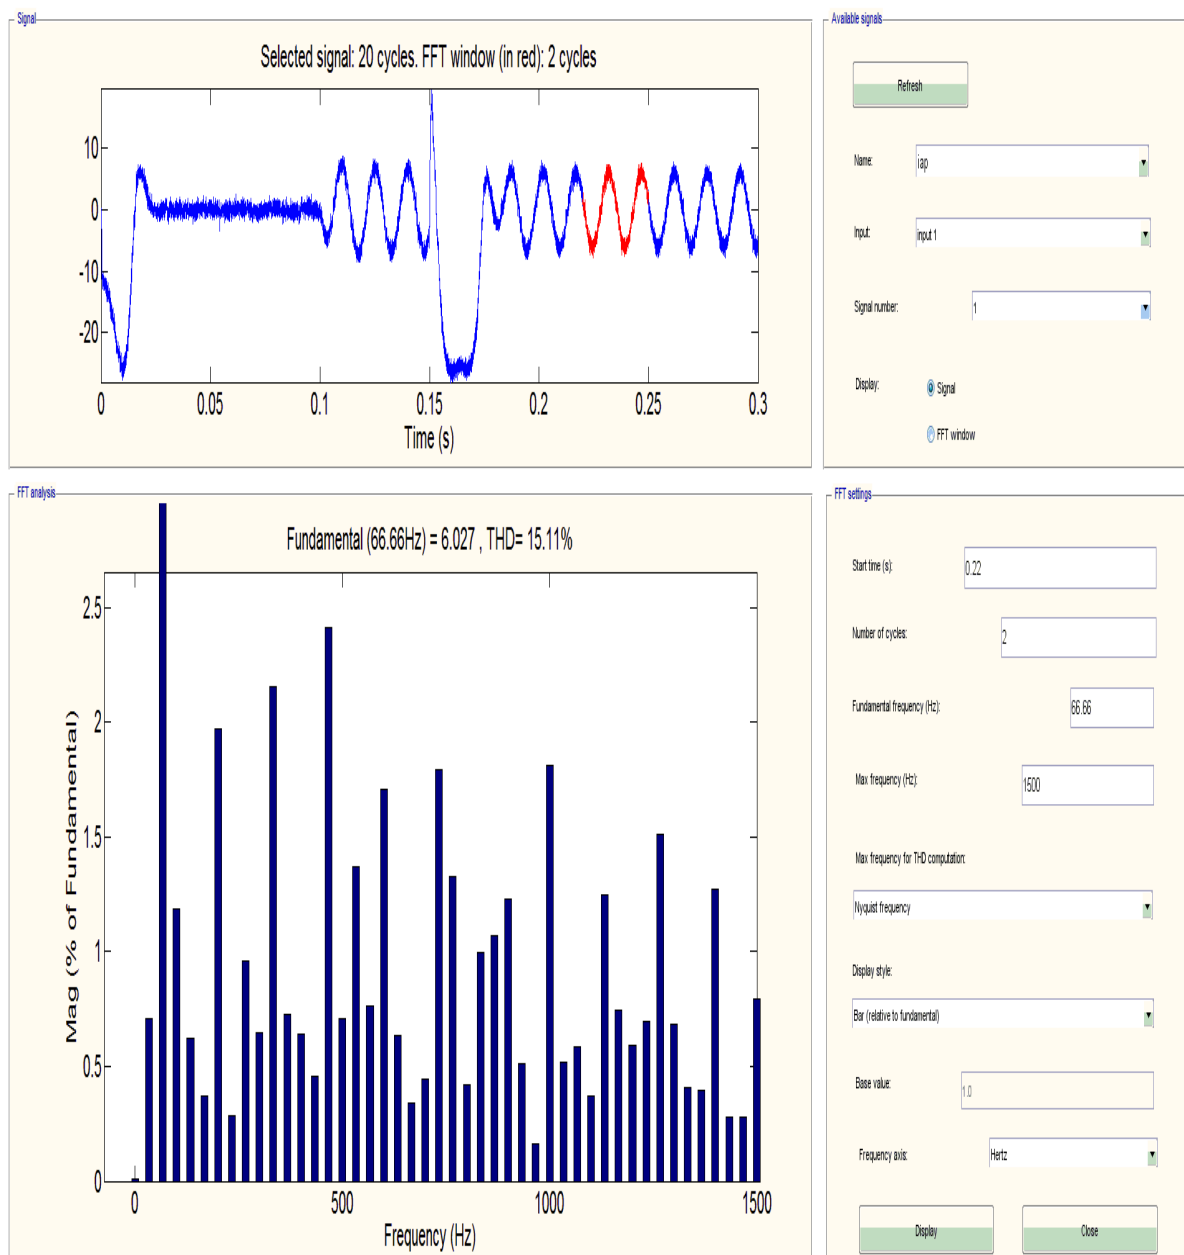 Signal
Selected signal: 20 cycles. FFT window (in red): 2 cycles
10
0
-10
-20
0
0.05
0.1
0.15
0.2
0.25
0.3
Time (s)
Available signals
Refresh
Name:
iap
Input:
input 1
Signal number:
1
Display:
Signal
FFT window
FFT analysis
Fundamental (66.66Hz) = 6.027 , THD= 15.11%
2.5
2
1.5
1
0.5
0
Mag (% of Fundamental)
0
500
1000
1500
Frequency (Hz)
FFT settings
Start time (s):
0.22
Number of cycles:
2
Fundamental frequency (Hz):
66.66
Max frequency (Hz):
1500
Max frequency for THD computation:
Nyquist frequency
Display style:
Bar (relative to fundamental)
Base value:
1.0
Frequency axis:
Hertz
Display
Close